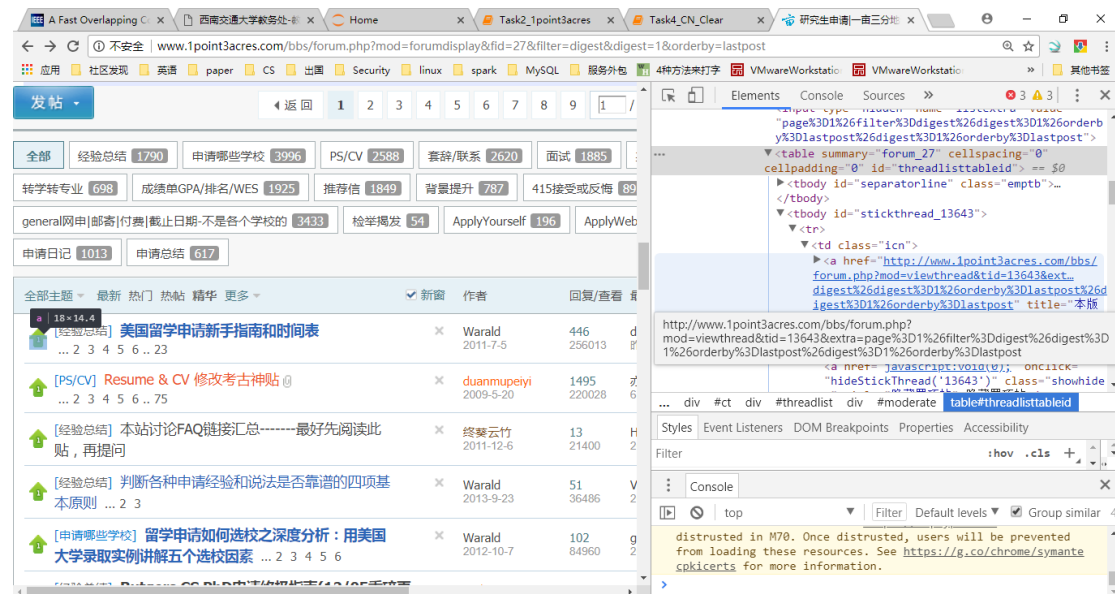 A Fast Overlapping C
西南交通大学教务处-
Home
Task2_1point3acres
Task4_CN_Clear
研究生申请|一亩三分地
不安全 | www.1point3acres.com/bbs/forum.php?mod=forumdisplay&fid=27&filter=digest&digest=1&orderby=lastpost
应用 社区发现 英语 paper CS 出国 Security linux spark MySQL 服务外包 4种方法来打字 VMwareWorkstatio VMwareWorkstatio » 其他书签
发帖
返回 1 2 3 4 5 6 7 8 9 1 /
全部 经验总结 1790 申请哪些学校 3996 PS/CV 2588 套辞/联系 2620 面试 1885
转学转专业 698 成绩单GPA/排名/WES 1925 推荐信 1849 背景提升 787 415接受或反悔 89
general网申|邮寄|付费|截止日期-不是各个学校的 3433 检举揭发 54 ApplyYourself 196 ApplyWeb
申请日记 1013 申请总结 617
全部主题 最新 热门 热帖 精华 更多 新窗 作者 回复/查看
a | 18×14.4
[经验总结] 美国留学申请新手指南和时间表 Warald 446
... 2 3 4 5 6 .. 23 2011-7-5 256013
[PS/CV] Resume & CV 修改考古神贴 duanmupeiyi 1495
... 2 3 4 5 6 .. 75 2009-5-20 220028 6
[经验总结] 本站讨论FAQ链接汇总-------最好先阅读此 终葵云竹 13 H
贴，再提问 2011-12-6 21400 2
[经验总结] 判断各种申请经验和说法是否靠谱的四项基 Warald 51 V
本原则 ... 2 3 2013-9-23 36486 2
[申请哪些学校] 留学申请如何选校之深度分析：用美国 Warald 102 g
大学录取实例讲解五个选校因素 ... 2 3 4 5 6 2012-10-7 84960 2
Elements Console Sources » 3 3
"page%3D1%26filter%3Ddigest%26digest%3D1%26orderb
y%3Dlastpost%26digest%3D1%26orderby%3Dlastpost">
<table summary="forum_27" cellspacing="0"
cellpadding="0" id="threadlisttableid"> == $0
<tbody id="separatorline" class="emptb">…
</tbody>
<tbody id="stickthread_13643">
<tr>
<td class="icn">
<a href="http://www.1point3acres.com/bbs/
forum.php?mod=viewthread&tid=13643&ext…
digest%26digest%3D1%26orderby%3Dlastpost%26d
igest%3D1%26orderby%3Dlastpost" title="本版
http://www.1point3acres.com/bbs/forum.php?
mod=viewthread&tid=13643&extra=page%3D1%26filter%3Ddigest%26digest%3D
1%26orderby%3Dlastpost%26digest%3D1%26orderby%3Dlastpost
<a href="javascript:void(0);" onclick=
"hideStickThread('13643')" class="showhide
... div #ct div #threadlist div #moderate table#threadlisttableid
Styles Event Listeners DOM Breakpoints Properties Accessibility
Filter :hov .cls +
Console
top Filter Default levels Group similar
distrusted in M70. Once distrusted, users will be prevented
from loading these resources. See https://g.co/chrome/symante
cpkicerts for more information.